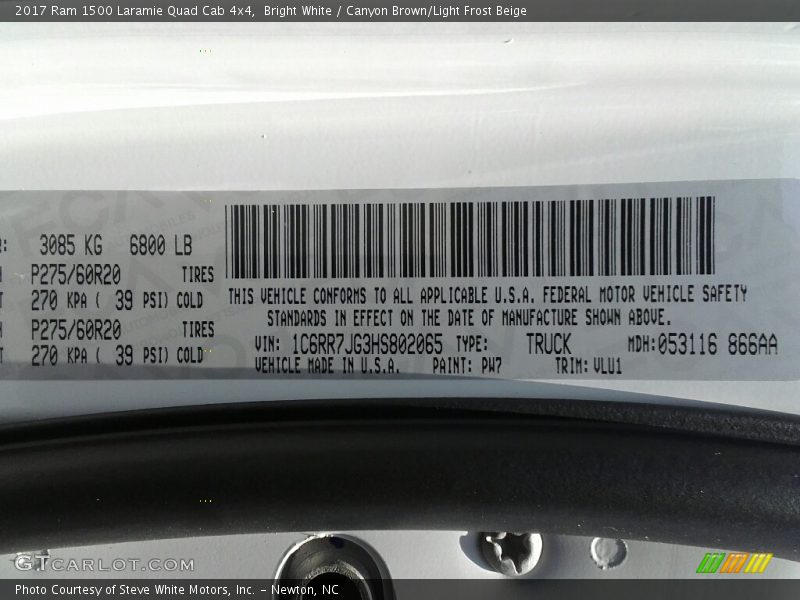 2017 Ram 1500 Laramie Quad Cab 4x4,  Bright White / Canyon Brown/Light Frost Beige
3085 KG 6800 LB
P275/60R20 TIRES
270 KPA ( 39 PSI) COLD
P275/60R20 TIRES
270 KPA ( 39 PSI) COLD
THIS VEHICLE CONFORMS TO ALL APPLICABLE U.S.A. FEDERAL MOTOR VEHICLE SAFETY
STANDARDS IN EFFECT ON THE DATE OF MANUFACTURE SHOWN ABOVE.
VIN: 1C6RR7JG3HS802065 TYPE: TRUCK MDH:053116 866AA
VEHICLE MADE IN U.S.A. PAINT: PW7 TRIM: VLU1
GTCARLOT.COM
Photo Courtesy of Steve White Motors, Inc. – Newton, NC